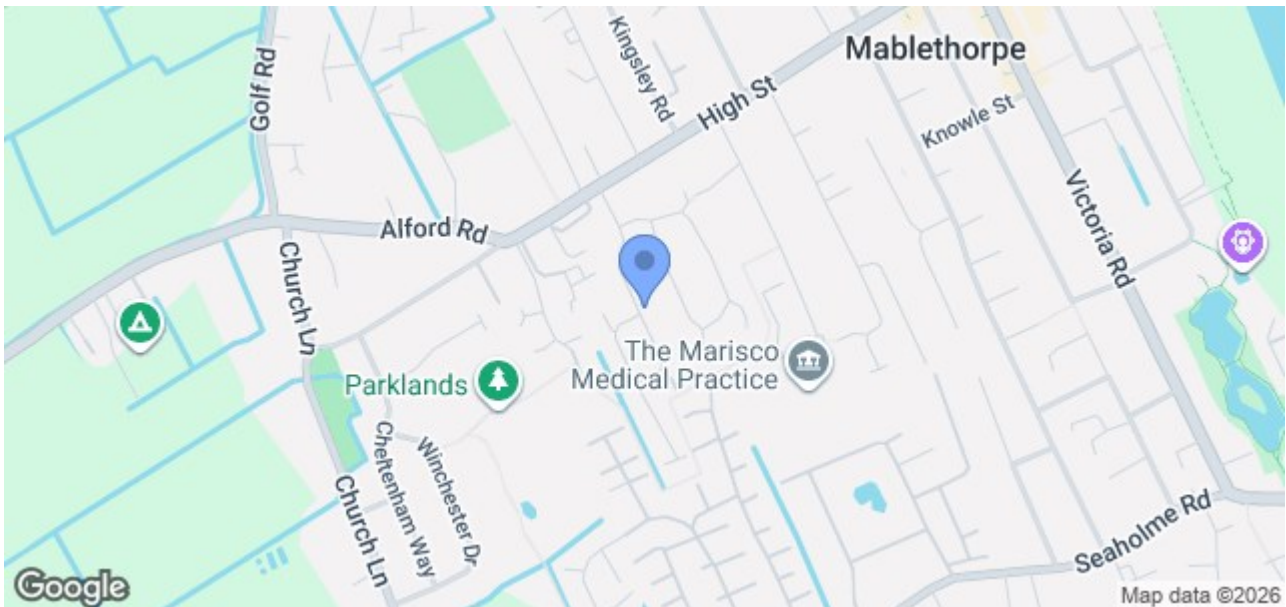 Mablethorpe
Kingsley Rd
High St
Golf Rd
Knowle St
Victoria Rd
Alford Rd
Church Ln
The Marisco
Medical Practice
Parklands
Cheltenham Way
Winchester Dr
Church Ln
Seaholme Rd
Google
Map data ©2026